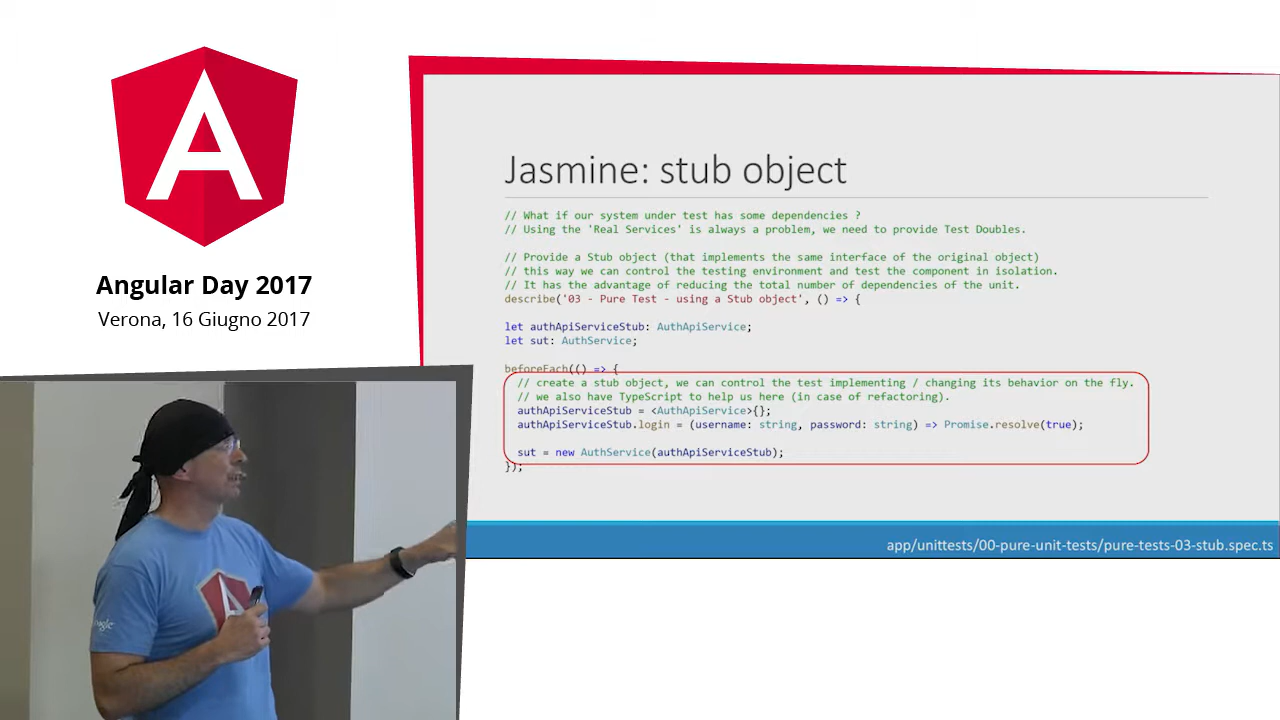 Angular Day 2017
Verona, 16 Giugno 2017
Jasmine: stub object
// What if our system under test has some dependencies ?
// Using the 'Real Services' is always a problem, we need to provide Test Doubles.
// Provide a Stub object (that implements the same interface of the original object)
// this way we can control the testing environment and test the component in isolation.
// It has the advantage of reducing the total number of dependencies of the unit.
describe('03 - Pure Test - using a Stub object', () => {
let authApiServiceStub: AuthApiService;
let sut: AuthService;
beforeEach(() => {
// create a stub object, we can control the test implementing / changing its behavior on the fly.
// we also have TypeScript to help us here (in case of refactoring).
authApiServiceStub = <AuthApiService>{};
authApiServiceStub.login = (username: string, password: string) => Promise.resolve(true);
sut = new AuthService(authApiServiceStub);
});
app/unittests/00-pure-unit-tests/pure-tests-03-stub.spec.ts